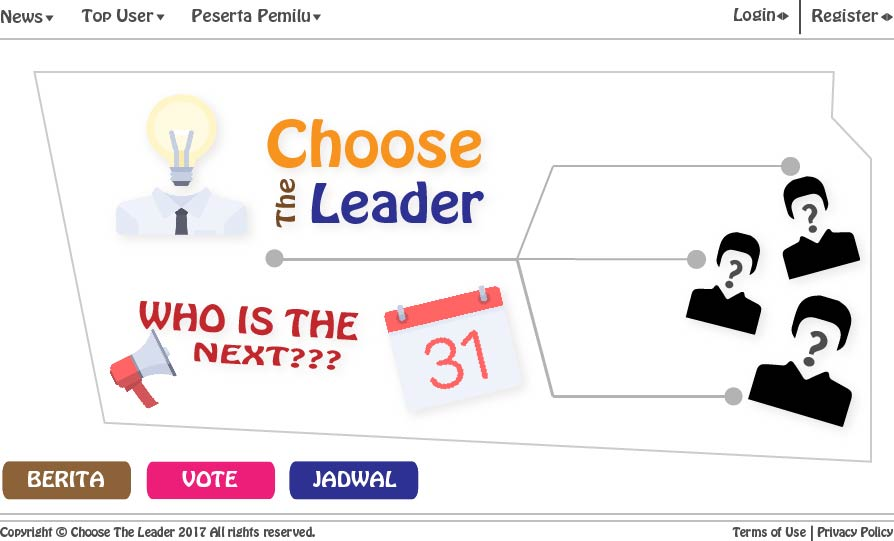 News Top User Peserta Pemilu Login Register
Choose
The Leader
WHO IS THE
NEXT???
31
?
?
?
BERITA VOTE JADWAL
Copyright © Choose The Leader 2017 All rights reserved. Terms of Use | Privacy Policy